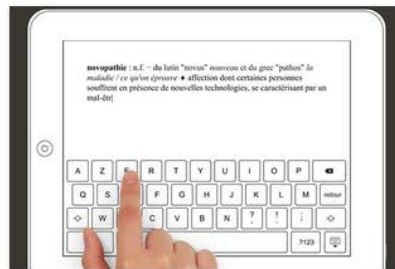 novopathie : n.f. – du latin "novus" nouveau et du grec "pathos" la
maladie / ce qu'on épreuve ♦ affection dont certaines personnes
souffrent en présence de nouvelles technologies, se caractérisant par un
mal-êtr
A Z E R T Y U I O P
Q S F G H J K L M retour
W C V B N ? ! ;
.?123